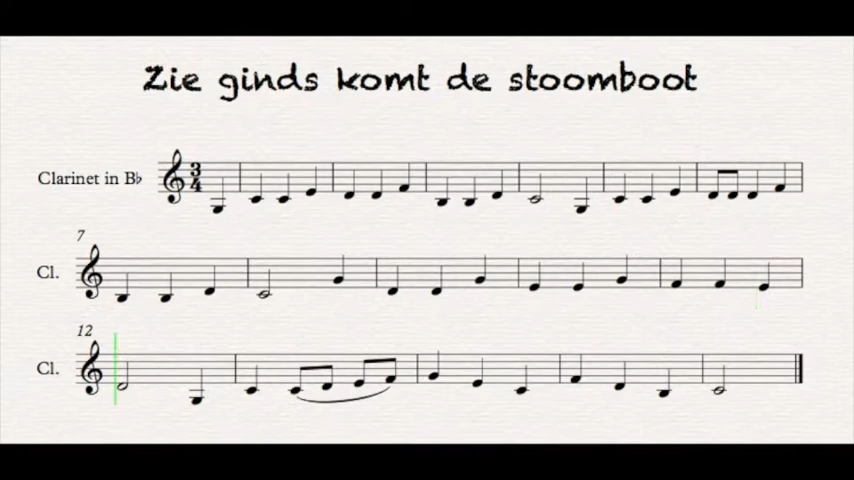 Zie ginds komt de stoomboot
Clarinet in B♭
3
4
7
Cl.
12
Cl.